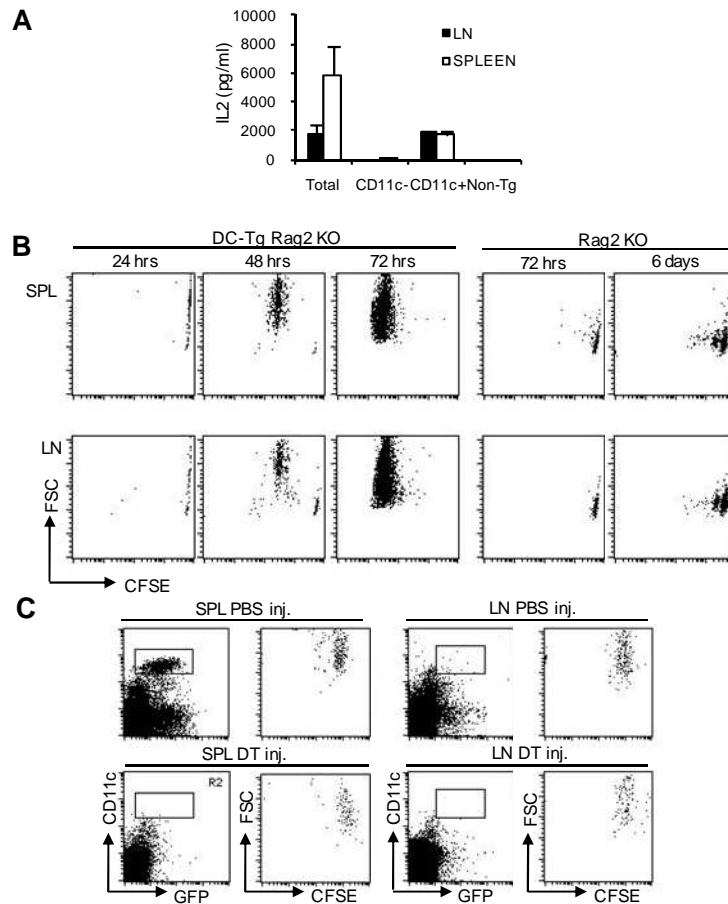 A
10000
8000
6000
4000
2000
0
IL2 (pg/ml)
LN
SPLEEN
Total CD11c- CD11c+ Non-Tg
B
DC-Tg Rag2 KO Rag2 KO
24 hrs 48 hrs 72 hrs 72 hrs 6 days
SPL
LN
FSC
CFSE
C
SPL PBS inj. LN PBS inj.
SPL DT inj. LN DT inj.
R2
CD11c FSC CD11c FSC
GFP CFSE GFP CFSE